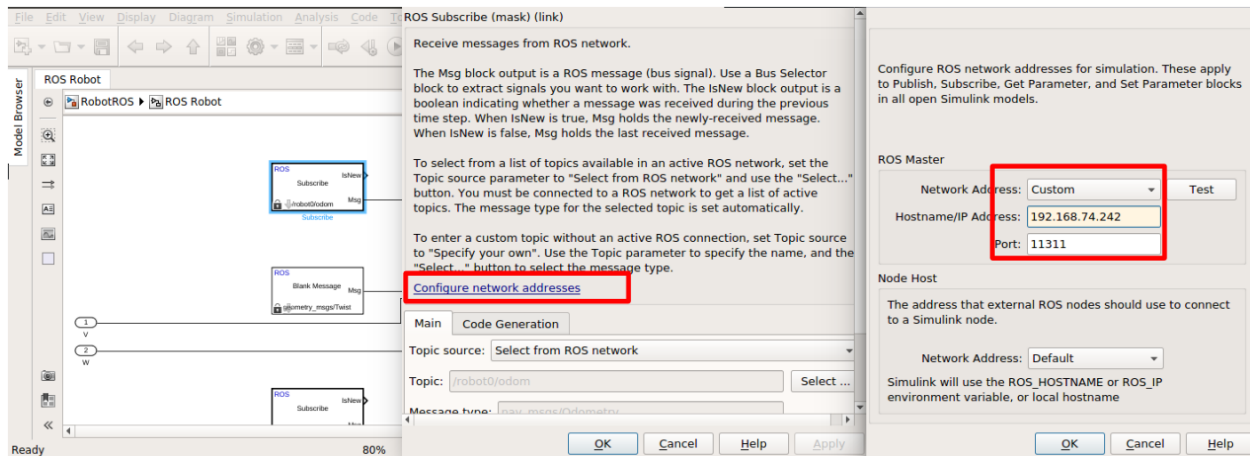 File Edit View Display Diagram Simulation Analysis Code
Model Browser
ROS Robot
RobotROS ▶ ROS Robot
ROS
Subscribe
IsNew
Msg
/robot0/odom
Subscribe
ROS
Blank Message
Msg
geometry_msgs/Twist
1
V
2
W
ROS
Subscribe
IsNew
Ready
80%
ROS Subscribe (mask) (link)
Receive messages from ROS network.
The Msg block output is a ROS message (bus signal). Use a Bus Selector
block to extract signals you want to work with. The IsNew block output is a
boolean indicating whether a message was received during the previous
time step. When IsNew is true, Msg holds the newly-received message.
When IsNew is false, Msg holds the last received message.
To select from a list of topics available in an active ROS network, set the
Topic source parameter to "Select from ROS network" and use the "Select..."
button. You must be connected to a ROS network to get a list of active
topics. The message type for the selected topic is set automatically.
To enter a custom topic without an active ROS connection, set Topic source
to "Specify your own". Use the Topic parameter to specify the name, and the
"Select..." button to select the message type.
Configure network addresses
Main Code Generation
Topic source: Select from ROS network
Topic: /robot0/odom Select ...
Message type: nav_msgs/Odometry
OK Cancel Help Apply
Configure ROS network addresses for simulation. These apply
to Publish, Subscribe, Get Parameter, and Set Parameter blocks
in all open Simulink models.
ROS Master
Network Address: Custom Test
Hostname/IP Address: 192.168.74.242
Port: 11311
Node Host
The address that external ROS nodes should use to connect
to a Simulink node.
Network Address: Default
Simulink will use the ROS_HOSTNAME or ROS_IP
environment variable, or local hostname
OK Cancel Help